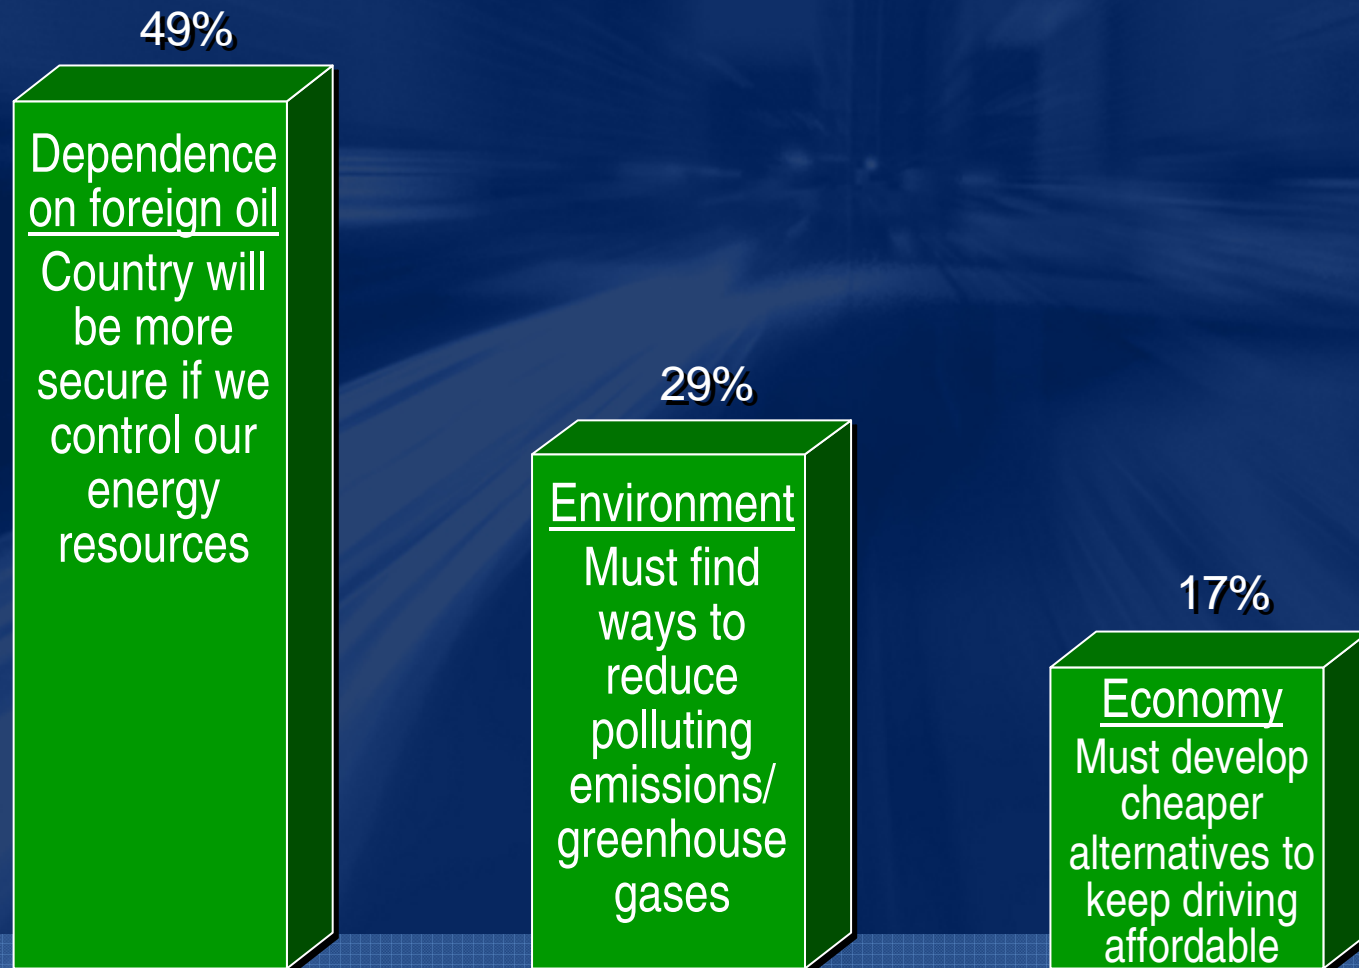 49%
Dependence
on foreign oil
Country will
be more
secure if we
control our
energy
resources
29%
Environment
Must find
ways to
reduce
polluting
emissions/
greenhouse
gases
17%
Economy
Must develop
cheaper
alternatives to
keep driving
affordable